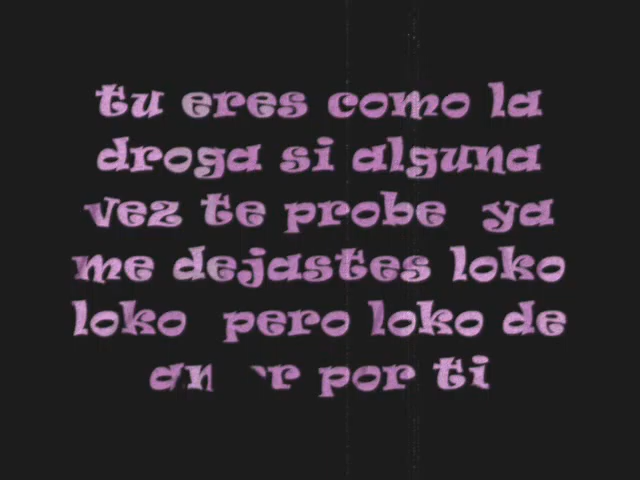 tu eres como la
droga si alguna
vez te probe ya
me dejastes loko
loko pero loko de
por ti